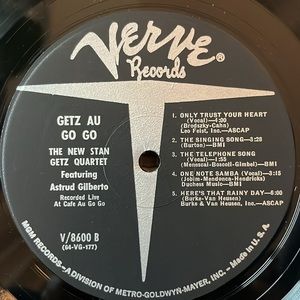 Verve®
Records
GETZ AU
GO GO
THE NEW STAN
GETZ QUARTET
Featuring
Astrud Gilberto
Recorded Live
At Cafe Au Go Go
V/8600 B
(64-VG-177)
1. ONLY TRUST YOUR HEART
(Vocal)—4:20
(Brodszky-Cahn)
Leo Feist, Inc.—ASCAP
2. THE SINGING SONG—3:20
(Burton)—BMI
3. THE TELEPHONE SONG
(Vocal)—1:55
(Menescal-Boscoli-Gimbel)—BMI
4. ONE NOTE SAMBA (Vocal)—3:15
(Jobim-Mendonca-Hendricks)
Duchess Music—BMI
5. HERE'S THAT RAINY DAY—6:00
(Burke-Van Heusen)
Burke & Van Heusen, Inc.—ASCAP
MGM RECORDS—A DIVISION OF METRO-GOLDWYN-MAYER, INC.—Made in U.S.A.